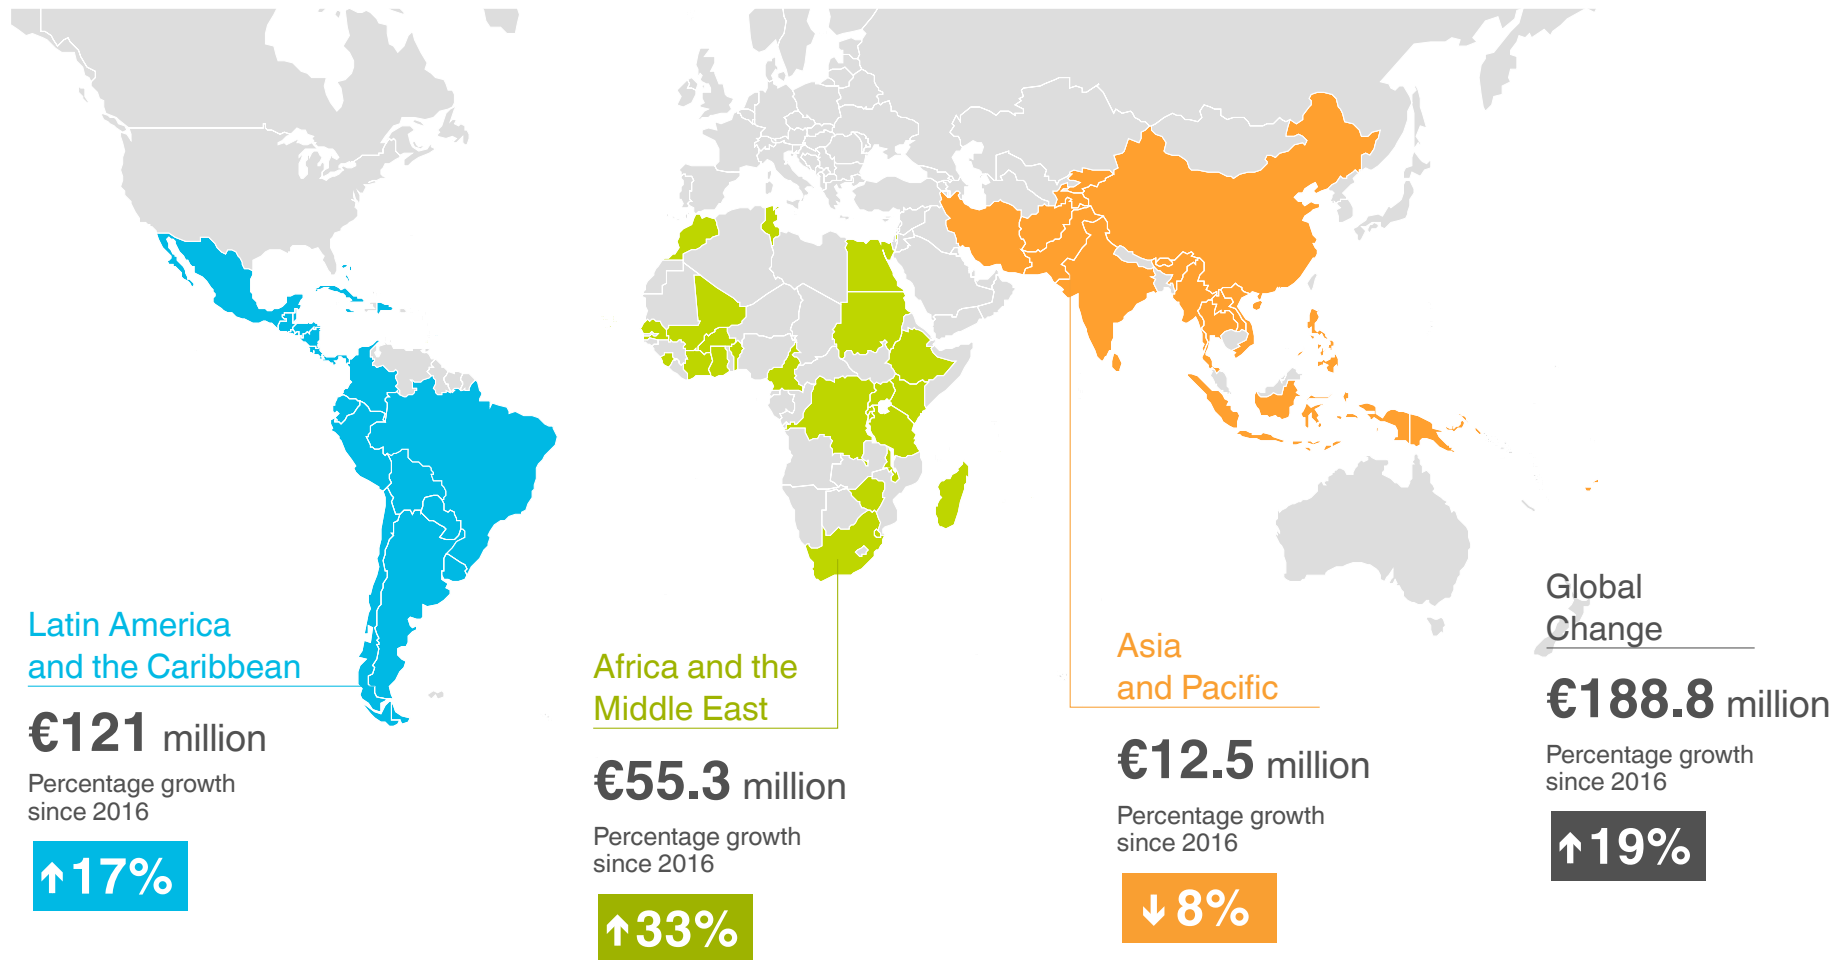 Latin America
and the Caribbean
€121 million
Percentage growth
since 2016
↑17%
Africa and the
Middle East
€55.3 million
Percentage growth
since 2016
↑33%
Asia
and Pacific
€12.5 million
Percentage growth
since 2016
↓8%
Global
Change
€188.8 million
Percentage growth
since 2016
↑19%